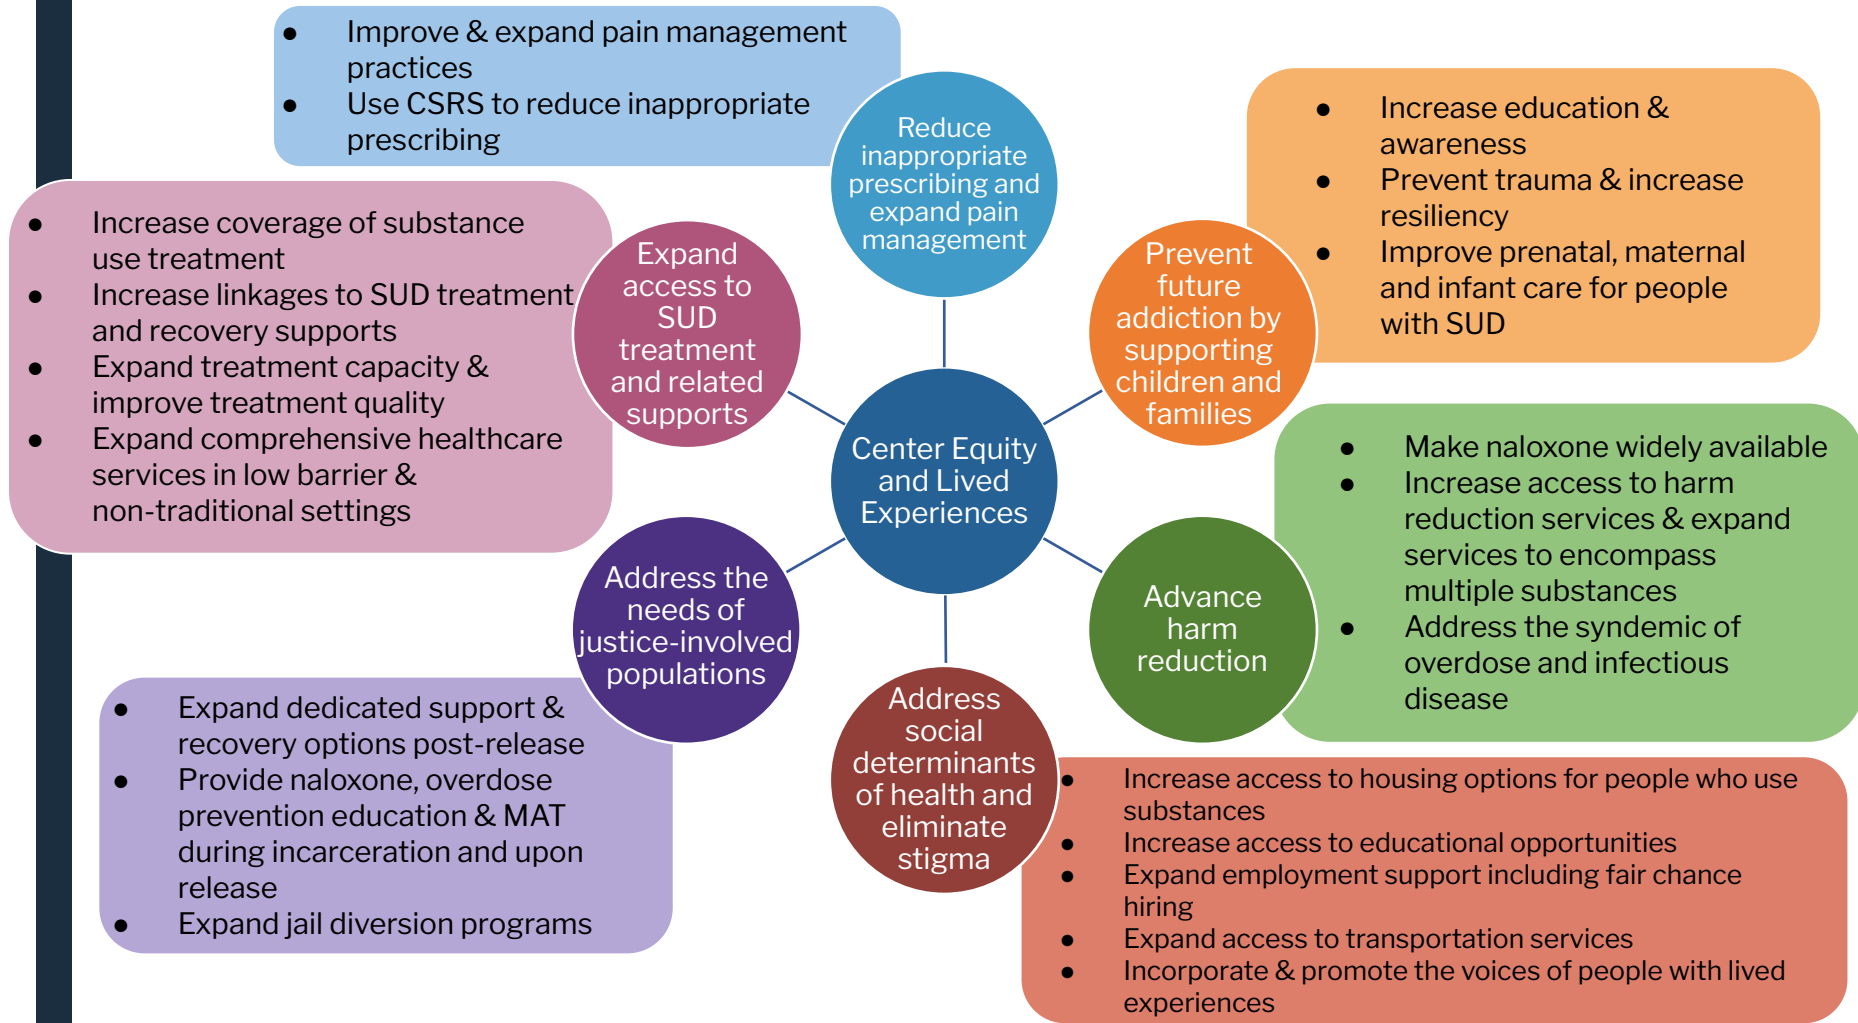 ● Improve & expand pain management
practices
● Use CSRS to reduce inappropriate
prescribing
Reduce
inappropriate
prescribing and
expand pain
management
● Increase education &
awareness
● Prevent trauma & increase
resiliency
● Improve prenatal, maternal
and infant care for people
with SUD
Prevent
future
addiction by
supporting
children and
families
● Increase coverage of substance
use treatment
● Increase linkages to SUD treatment
and recovery supports
● Expand treatment capacity &
improve treatment quality
● Expand comprehensive healthcare
services in low barrier &
non-traditional settings
Expand
access to
SUD
treatment
and related
supports
Center Equity
and Lived
Experiences
● Make naloxone widely available
● Increase access to harm
reduction services & expand
services to encompass
multiple substances
● Address the syndemic of
overdose and infectious
disease
Advance
harm
reduction
Address the
needs of
justice-involved
populations
● Expand dedicated support &
recovery options post-release
● Provide naloxone, overdose
prevention education & MAT
during incarceration and upon
release
● Expand jail diversion programs
Address
social
determinants
of health and
eliminate
stigma
● Increase access to housing options for people who use
substances
● Increase access to educational opportunities
● Expand employment support including fair chance
hiring
● Expand access to transportation services
● Incorporate & promote the voices of people with lived
experiences